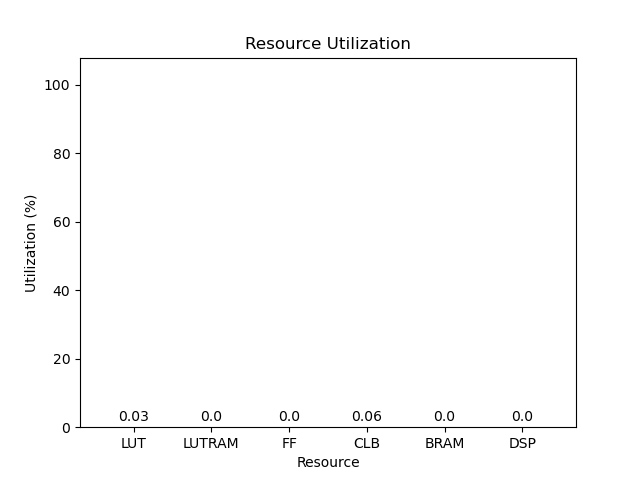 Resource Utilization
100
80
60
40
20
0
Utilization (%)
0.03 0.0 0.0 0.06 0.0 0.0
LUT LUTRAM FF CLB BRAM DSP
Resource